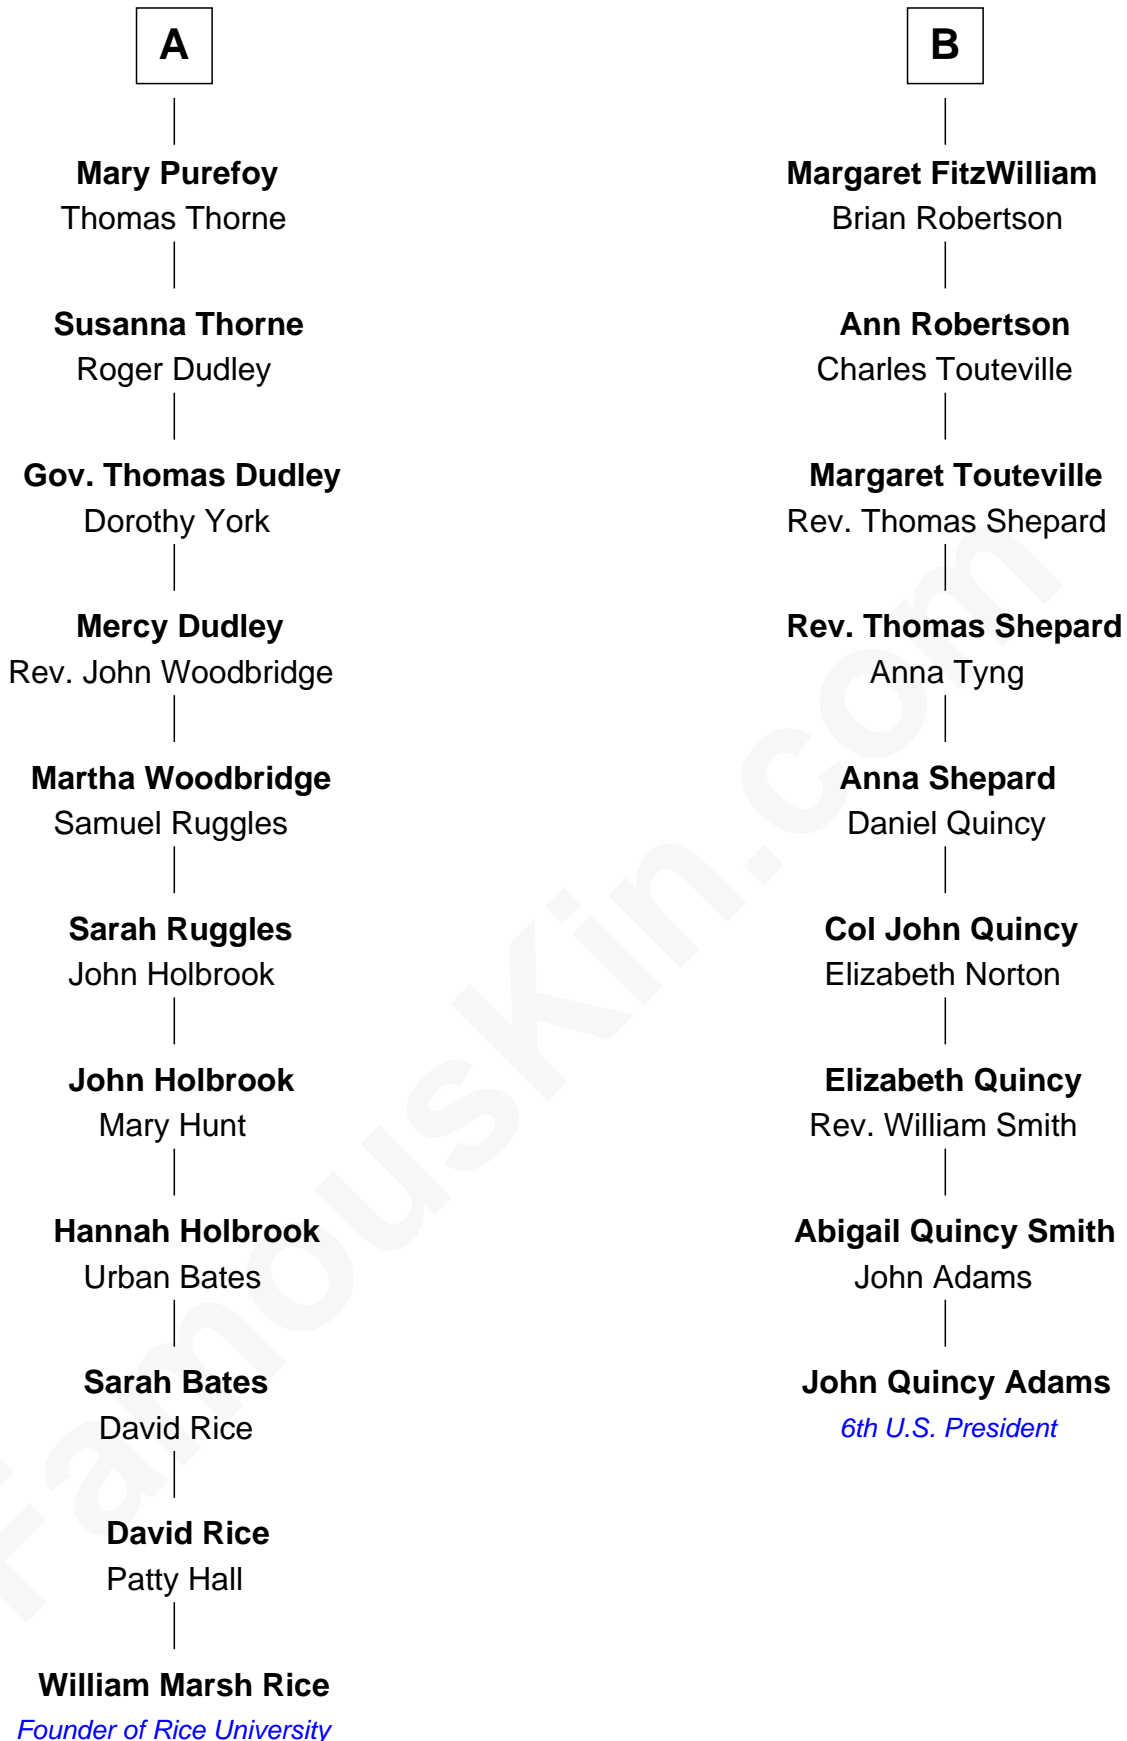 A
Mary Purefoy
Thomas Thorne
Susanna Thorne
Roger Dudley
Gov. Thomas Dudley
Dorothy York
Mercy Dudley
Rev. John Woodbridge
Martha Woodbridge
Samuel Ruggles
Sarah Ruggles
John Holbrook
John Holbrook
Mary Hunt
Hannah Holbrook
Urban Bates
Sarah Bates
David Rice
David Rice
Patty Hall
William Marsh Rice
Founder of Rice University
B
Margaret FitzWilliam
Brian Robertson
Ann Robertson
Charles Touteville
Margaret Touteville
Rev. Thomas Shepard
Rev. Thomas Shepard
Anna Tyng
Anna Shepard
Daniel Quincy
Col John Quincy
Elizabeth Norton
Elizabeth Quincy
Rev. William Smith
Abigail Quincy Smith
John Adams
John Quincy Adams
6th U.S. President
FamousKin.com